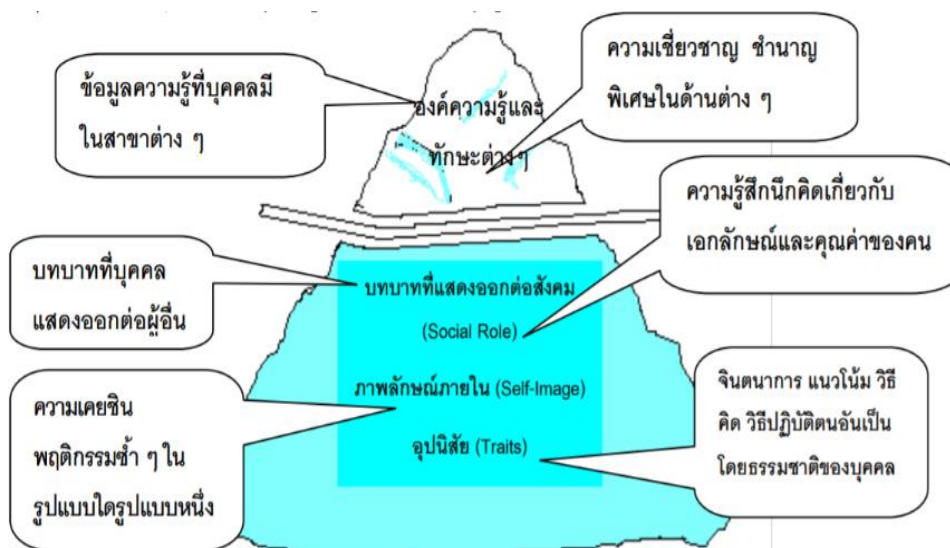 ข้อมูลความรู้ที่บุคคลมี
ในสาขาต่าง ๆ
องค์ความรู้และ
ทักษะต่างๆ
ความเชี่ยวชาญ ชำนาญ
พิเศษในด้านต่าง ๆ
ความรู้สึกนึกคิดเกี่ยวกับ
เอกลักษณ์และคุณค่าของคน
บทบาทที่บุคคล
แสดงออกต่อผู้อื่น
บทบาทที่แสดงออกต่อสังคม
(Social Role)
ภาพลักษณ์ภายใน (Self-Image)
อุปนิสัย (Traits)
ความเคยชิน
พฤติกรรมซ้ำ ๆ ใน
รูปแบบใดรูปแบบหนึ่ง
จินตนาการ แนวโน้ม วิธี
คิด วิธีปฏิบัติตนอันเป็น
โดยธรรมชาติของบุคคล